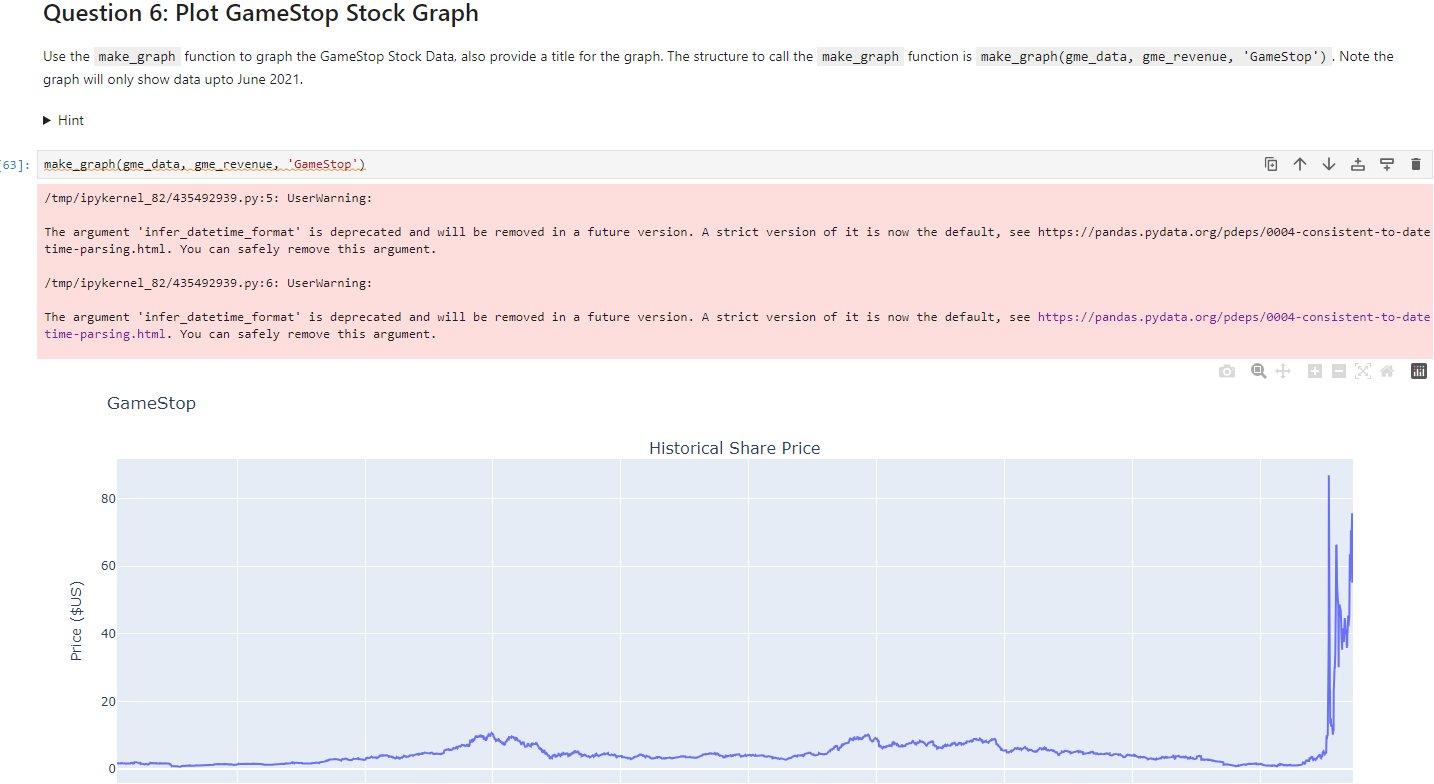 Question 6: Plot GameStop Stock Graph
Use the make_graph function to graph the GameStop Stock Data, also provide a title for the graph. The structure to call the make_graph function is make_graph(gme_data, gme_revenue, 'GameStop'). Note the
graph will only show data upto June 2021.
Hint
[63]: make_graph(gme_data, gme_revenue, 'GameStop')
/tmp/ipykernel_82/435492939.py:5: UserWarning:
The argument 'infer_datetime_format' is deprecated and will be removed in a future version. A strict version of it is now the default, see https://pandas.pydata.org/pdeps/0004-consistent-to-date
time-parsing.html. You can safely remove this argument.
/tmp/ipykernel_82/435492939.py:6: UserWarning:
The argument 'infer_datetime_format' is deprecated and will be removed in a future version. A strict version of it is now the default, see https://pandas.pydata.org/pdeps/0004-consistent-to-date
time-parsing.html. You can safely remove this argument.
GameStop
Historical Share Price
80
60
40
20
0
Price ($US)